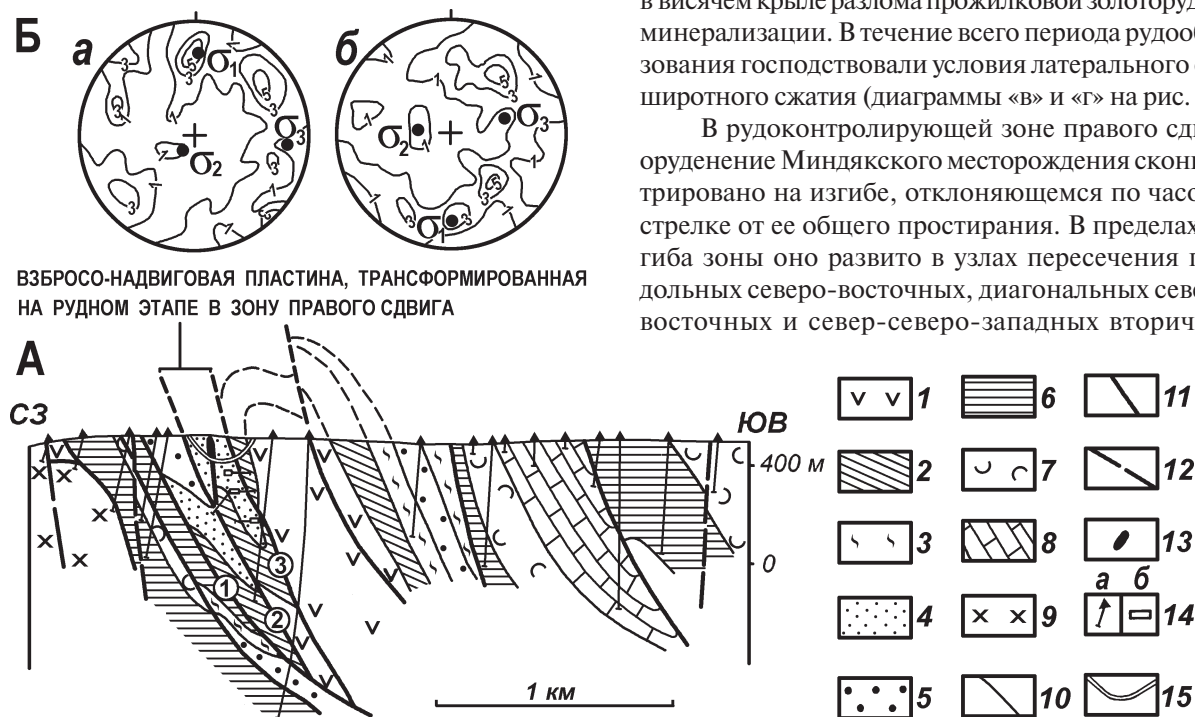 Б
а
б
σ1
σ2
σ3
σ1
σ2
σ3
ВЗБРОСО-НАДВИГОВАЯ ПЛАСТИНА, ТРАНСФОРМИРОВАННАЯ
НА РУДНОМ ЭТАПЕ В ЗОНУ ПРАВОГО СДВИГА
А
СЗ
ЮВ
400 м
0
1
2
3
1 км
в висячем крыле разлома прожилковой золоторуд
минерализации. В течение всего периода рудооб
зования господствовали условия латерального
широтного сжатия (диаграммы «в» и «г» на рис.
В рудоконтролирующей зоне правого сдв
оруденение Миндякского месторождения скон
трировано на изгибе, отклоняющемся по часо
стрелке от ее общего простирания. В пределах
гиба зоны оно развито в узлах пересечения п
дольных северо-восточных, диагональных севе
восточных и север-северо-западных вторич
1
2
3
4
5
6
7
8
9
10
11
12
13
а б
14
15